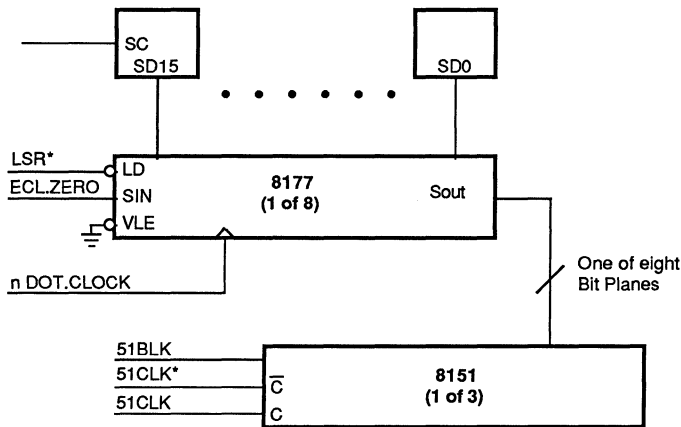 SC
SD15
SD0
LSR*
LD
ECL.ZERO
SIN
8177
(1 of 8)
Sout
VLE
n DOT.CLOCK
One of eight
Bit Planes
51BLK
51CLK*
C
8151
(1 of 3)
51CLK
C